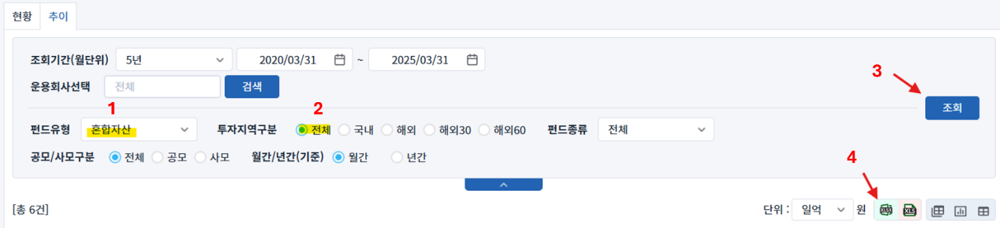 현황 추이
조회기간(월단위) 5년 2020/03/31 ~ 2025/03/31
운용회사선택 전체 검색
3
조회
1 2
펀드유형 혼합자산 투자지역구분 전체 국내 해외 해외30 해외60 펀드종류 전체
공모/사모구분 전체 공모 사모 월간/년간(기준) 월간 년간
4
[총 6건] 단위 : 일억 원 XLSX XLS